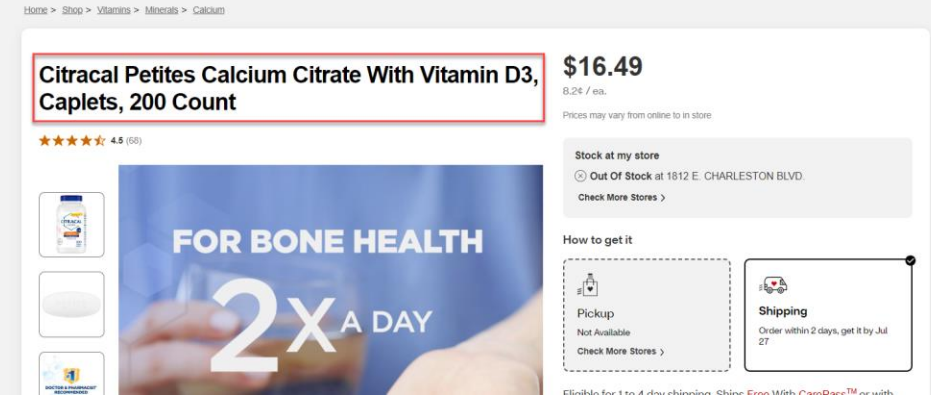 Home > Shop > Vitamins > Minerals > Calcium
Citracal Petites Calcium Citrate With Vitamin D3,
Caplets, 200 Count
4.5 (68)
FOR BONE HEALTH
2X A DAY
CITRACAL
DOCTOR & PHARMACIST
RECOMMENDED
$16.49
8.2¢ / ea.
Prices may vary from online to in store
Stock at my store
Out Of Stock at 1812 E. CHARLESTON BLVD.
Check More Stores >
How to get it
Pickup
Not Available
Check More Stores >
Shipping
Order within 2 days, get it by Jul
27
Eligible for 1 to 4 day shipping. Ships Free With CarePass™ or with